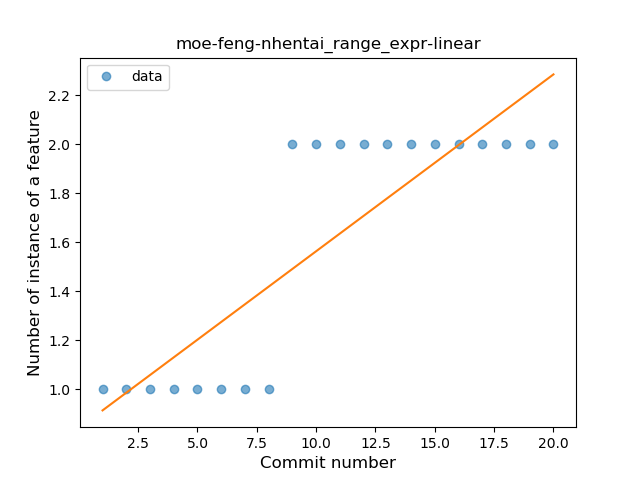 moe-feng-nhentai_range_expr-linear
data
Number of instance of a feature
2.2
2.0
1.8
1.6
1.4
1.2
1.0
2.5 5.0 7.5 10.0 12.5 15.0 17.5 20.0
Commit number